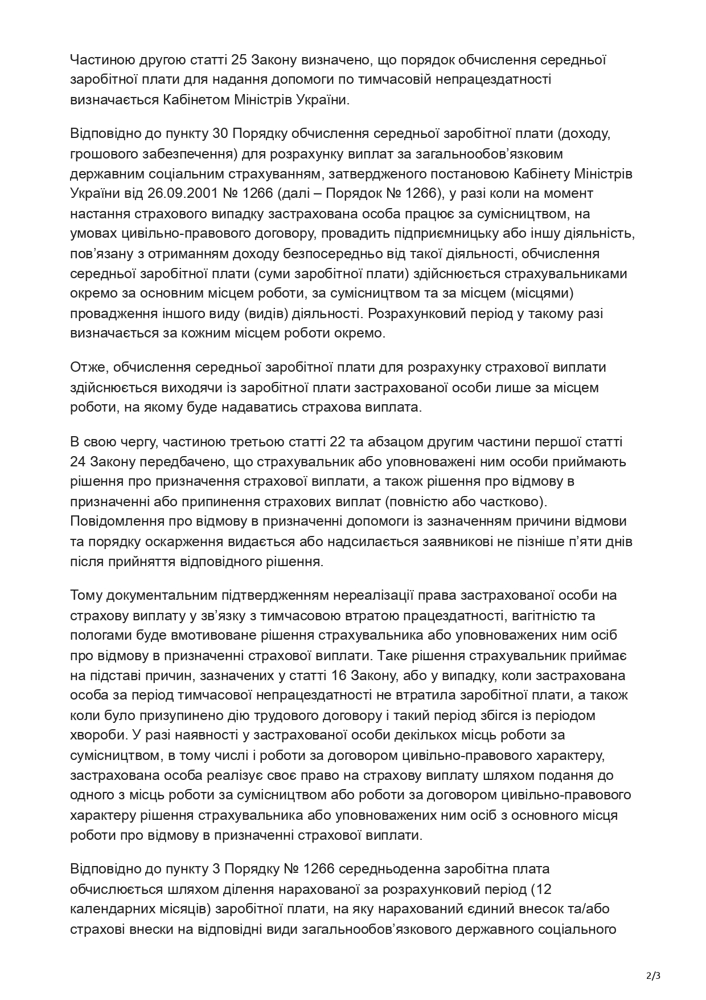 Частиною другою статті 25 Закону визначено, що порядок обчислення середньої
заробітної плати для надання допомоги по тимчасовій непрацездатності
визначається Кабінетом Міністрів України.
Відповідно до пункту 30 Порядку обчислення середньої заробітної плати (доходу,
грошового забезпечення) для розрахунку виплат за загальнообов’язковим
державним соціальним страхуванням, затвердженого постановою Кабінету Міністрів
України від 26.09.2001 № 1266 (далі – Порядок № 1266), у разі коли на момент
настання страхового випадку застрахована особа працює за сумісництвом, на
умовах цивільно-правового договору, провадить підприємницьку або іншу діяльність,
пов’язану з отриманням доходу безпосередньо від такої діяльності, обчислення
середньої заробітної плати (суми заробітної плати) здійснюється страхувальниками
окремо за основним місцем роботи, за сумісництвом та за місцем (місцями)
провадження іншого виду (видів) діяльності. Розрахунковий період у такому разі
визначається за кожним місцем роботи окремо.
Отже, обчислення середньої заробітної плати для розрахунку страхової виплати
здійснюється виходячи із заробітної плати застрахованої особи лише за місцем
роботи, на якому буде надаватись страхова виплата.
В свою чергу, частиною третьою статті 22 та абзацом другим частини першої статті
24 Закону передбачено, що страхувальник або уповноважені ним особи приймають
рішення про призначення страхової виплати, а також рішення про відмову в
призначенні або припинення страхових виплат (повністю або частково).
Повідомлення про відмову в призначенні допомоги із зазначенням причини відмови
та порядку оскарження видається або надсилається заявникові не пізніше п’яти днів
після прийняття відповідного рішення.
Тому документальним підтвердженням нереалізації права застрахованої особи на
страхову виплату у зв’язку з тимчасовою втратою працездатності, вагітністю та
пологами буде вмотивоване рішення страхувальника або уповноважених ним осіб
про відмову в призначенні страхової виплати. Таке рішення страхувальник приймає
на підставі причин, зазначених у статті 16 Закону, або у випадку, коли застрахована
особа за період тимчасової непрацездатності не втратила заробітної плати, а також
коли було призупинено дію трудового договору і такий період збігся із періодом
хвороби. У разі наявності у застрахованої особи декількох місць роботи за
сумісництвом, в тому числі і роботи за договором цивільно-правового характеру,
застрахована особа реалізує своє право на страхову виплату шляхом подання до
одного з місць роботи за сумісництвом або роботи за договором цивільно-правового
характеру рішення страхувальника або уповноважених ним осіб з основного місця
роботи про відмову в призначенні страхової виплати.
Відповідно до пункту 3 Порядку № 1266 середньоденна заробітна плата
обчислюється шляхом ділення нарахованої за розрахунковий період (12
календарних місяців) заробітної плати, на яку нарахований єдиний внесок та/або
страхові внески на відповідні види загальнообов’язкового державного соціального
2/3